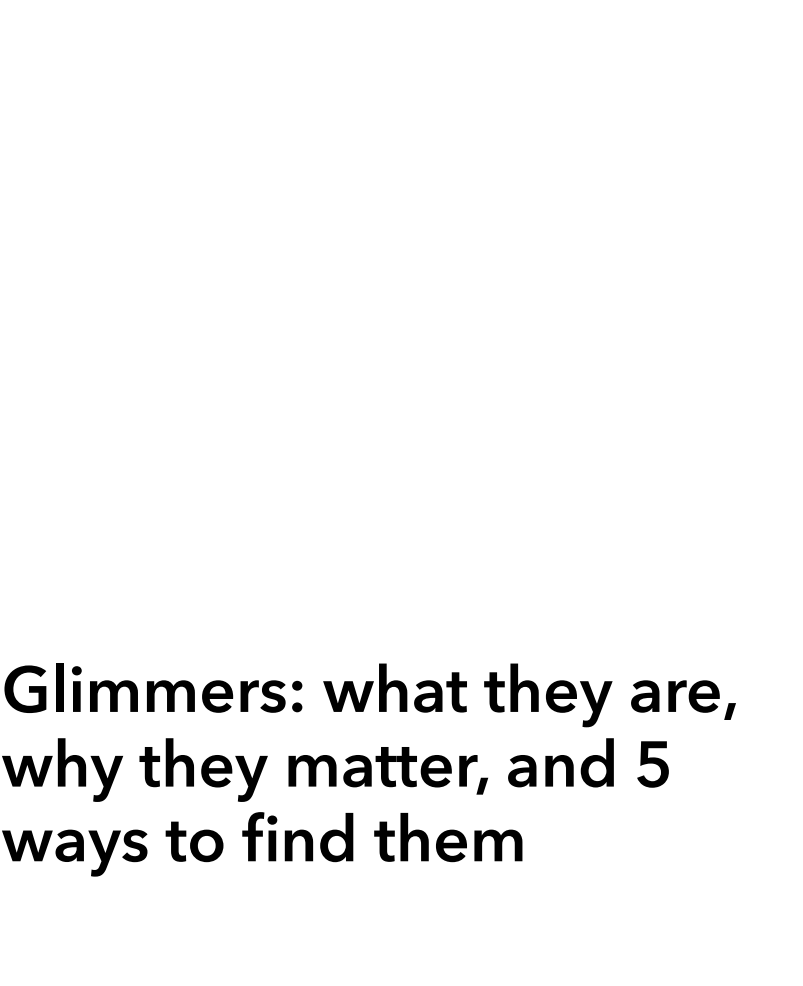 Glimmers: what they are,
why they matter, and 5
ways to find them